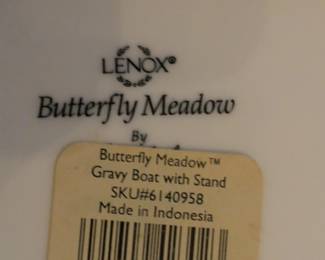 LENOX®
Butterfly Meadow
By
Butterfly Meadow™
Gravy Boat with Stand
SKU#6140958
Made in Indonesia